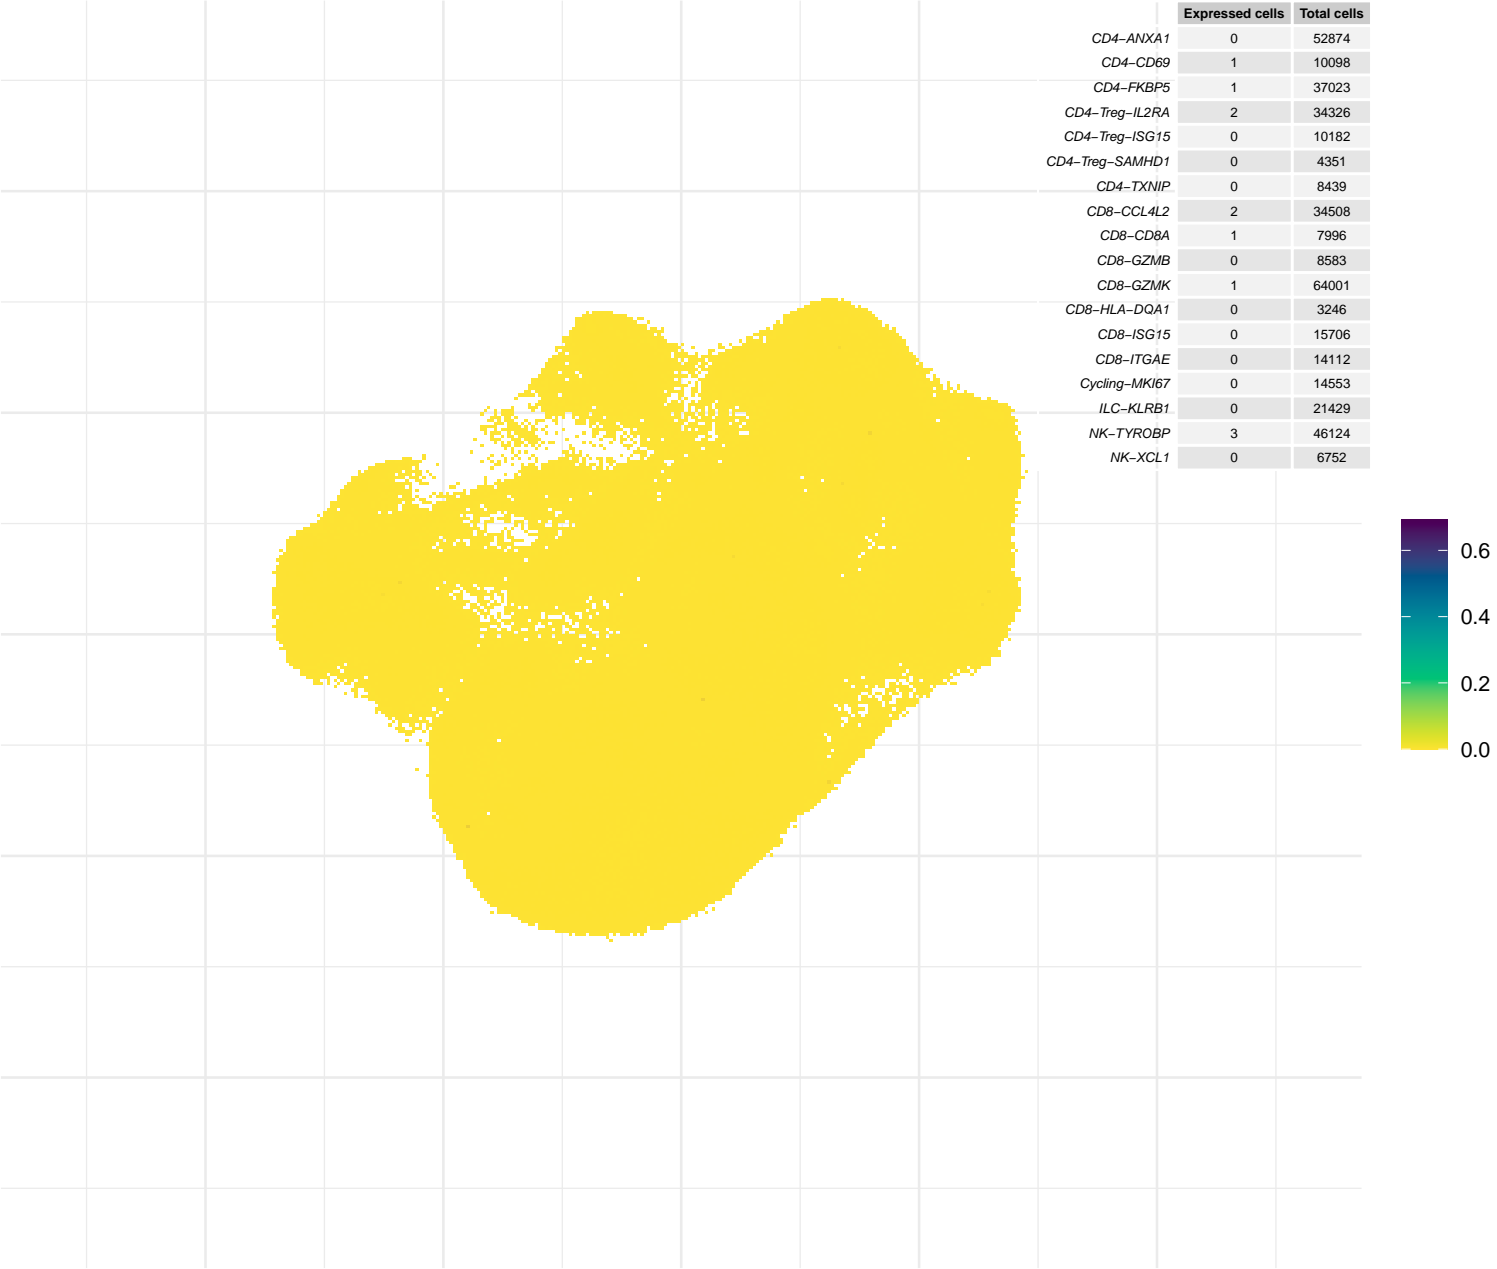 Expressed cells Total cells
CD4−ANXA1 0 52874
CD4−CD69 1 10098
CD4−FKBP5 1 37023
CD4−Treg−IL2RA 2 34326
CD4−Treg−ISG15 0 10182
CD4−Treg−SAMHD1 0 4351
CD4−TXNIP 0 8439
CD8−CCL4L2 2 34508
CD8−CD8A 1 7996
CD8−GZMB 0 8583
CD8−GZMK 1 64001
CD8−HLA−DQA1 0 3246
CD8−ISG15 0 15706
CD8−ITGAE 0 14112
Cycling−MKI67 0 14553
ILC−KLRB1 0 21429
NK−TYROBP 3 46124
NK−XCL1 0 6752
0.6
0.4
0.2
0.0